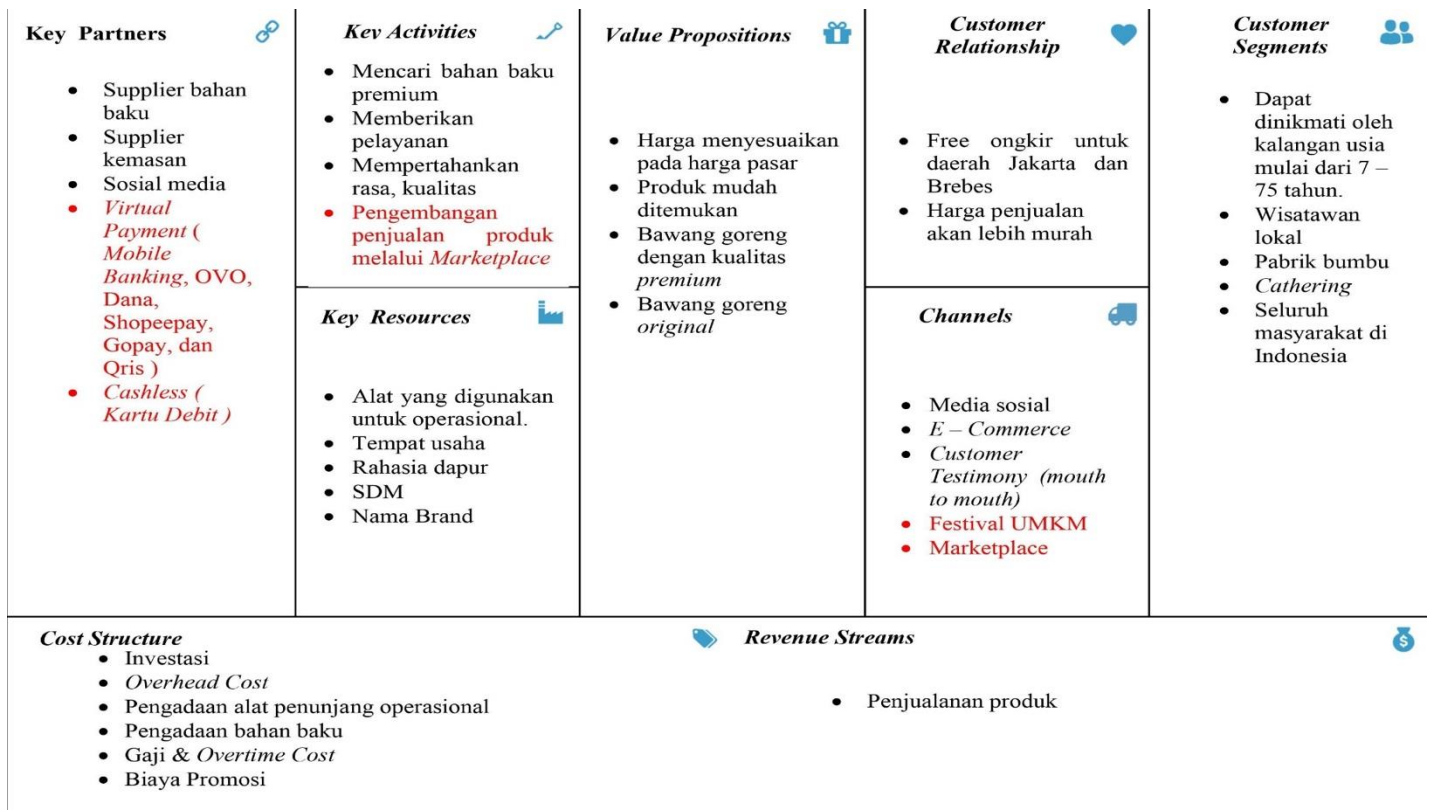 Key Partners
Supplier bahan
baku
Supplier
kemasan
Sosial media
Virtual
Payment (
Mobile
Banking, OVO,
Dana,
Shopeepay,
Gopay, dan
Qris )
Cashless (
Kartu Debit )
Key Activities
Mencari bahan baku
premium
Memberikan
pelayanan
Mempertahankan
rasa, kualitas
Pengembangan
penjualan produk
melalui Marketplace
Key Resources
Alat yang digunakan
untuk operasional.
Tempat usaha
Rahasia dapur
SDM
Nama Brand
Value Propositions
Harga menyesuaikan
pada harga pasar
Produk mudah
ditemukan
Bawang goreng
dengan kualitas
premium
Bawang goreng
original
Customer
Relationship
Free ongkir untuk
daerah Jakarta dan
Brebes
Harga penjualan
akan lebih murah
Channels
Media sosial
E – Commerce
Customer
Testimony (mouth
to mouth)
Festival UMKM
Marketplace
Customer
Segments
Dapat
dinikmati oleh
kalangan usia
mulai dari 7 –
75 tahun.
Wisatawan
lokal
Pabrik bumbu
Cathering
Seluruh
masyarakat di
Indonesia
Cost Structure
Investasi
Overhead Cost
Pengadaan alat penunjang operasional
Pengadaan bahan baku
Gaji & Overtime Cost
Biaya Promosi
Revenue Streams
$
Penjualanan produk